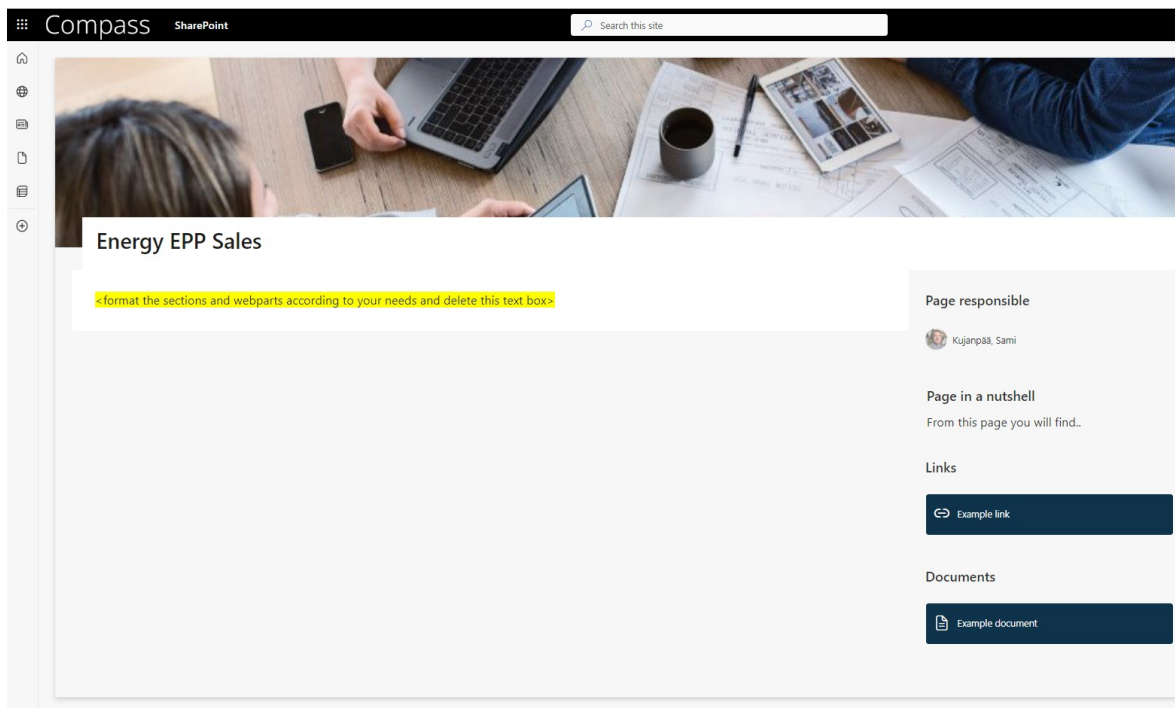 Compass SharePoint Search this site
Energy EPP Sales
<format the sections and webparts according to your needs and delete this text box>
Page responsible
Kujanpää, Sami
Page in a nutshell
From this page you will find..
Links
Example link
Documents
Example document